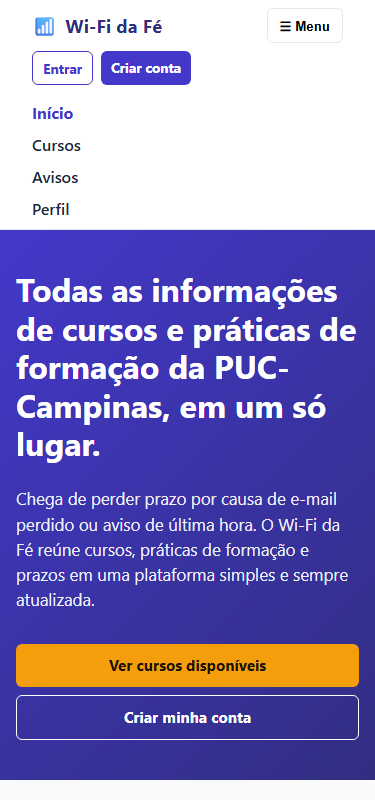 Wi-Fi da Fé
☰ Menu
Entrar
Criar conta
Início
Cursos
Avisos
Perfil
Todas as informações
de cursos e práticas de
formação da PUC-
Campinas, em um só
lugar.
Chega de perder prazo por causa de e-mail
perdido ou aviso de última hora. O Wi-Fi da
Fé reúne cursos, práticas de formação e
prazos em uma plataforma simples e sempre
atualizada.
Ver cursos disponíveis
Criar minha conta